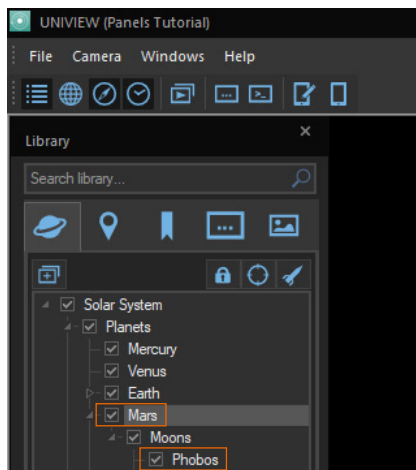 UNIVIEW (Panels Tutorial)
File Camera Windows Help
Library
Search library...
Solar System
Planets
Mercury
Venus
Earth
Mars
Moons
Phobos